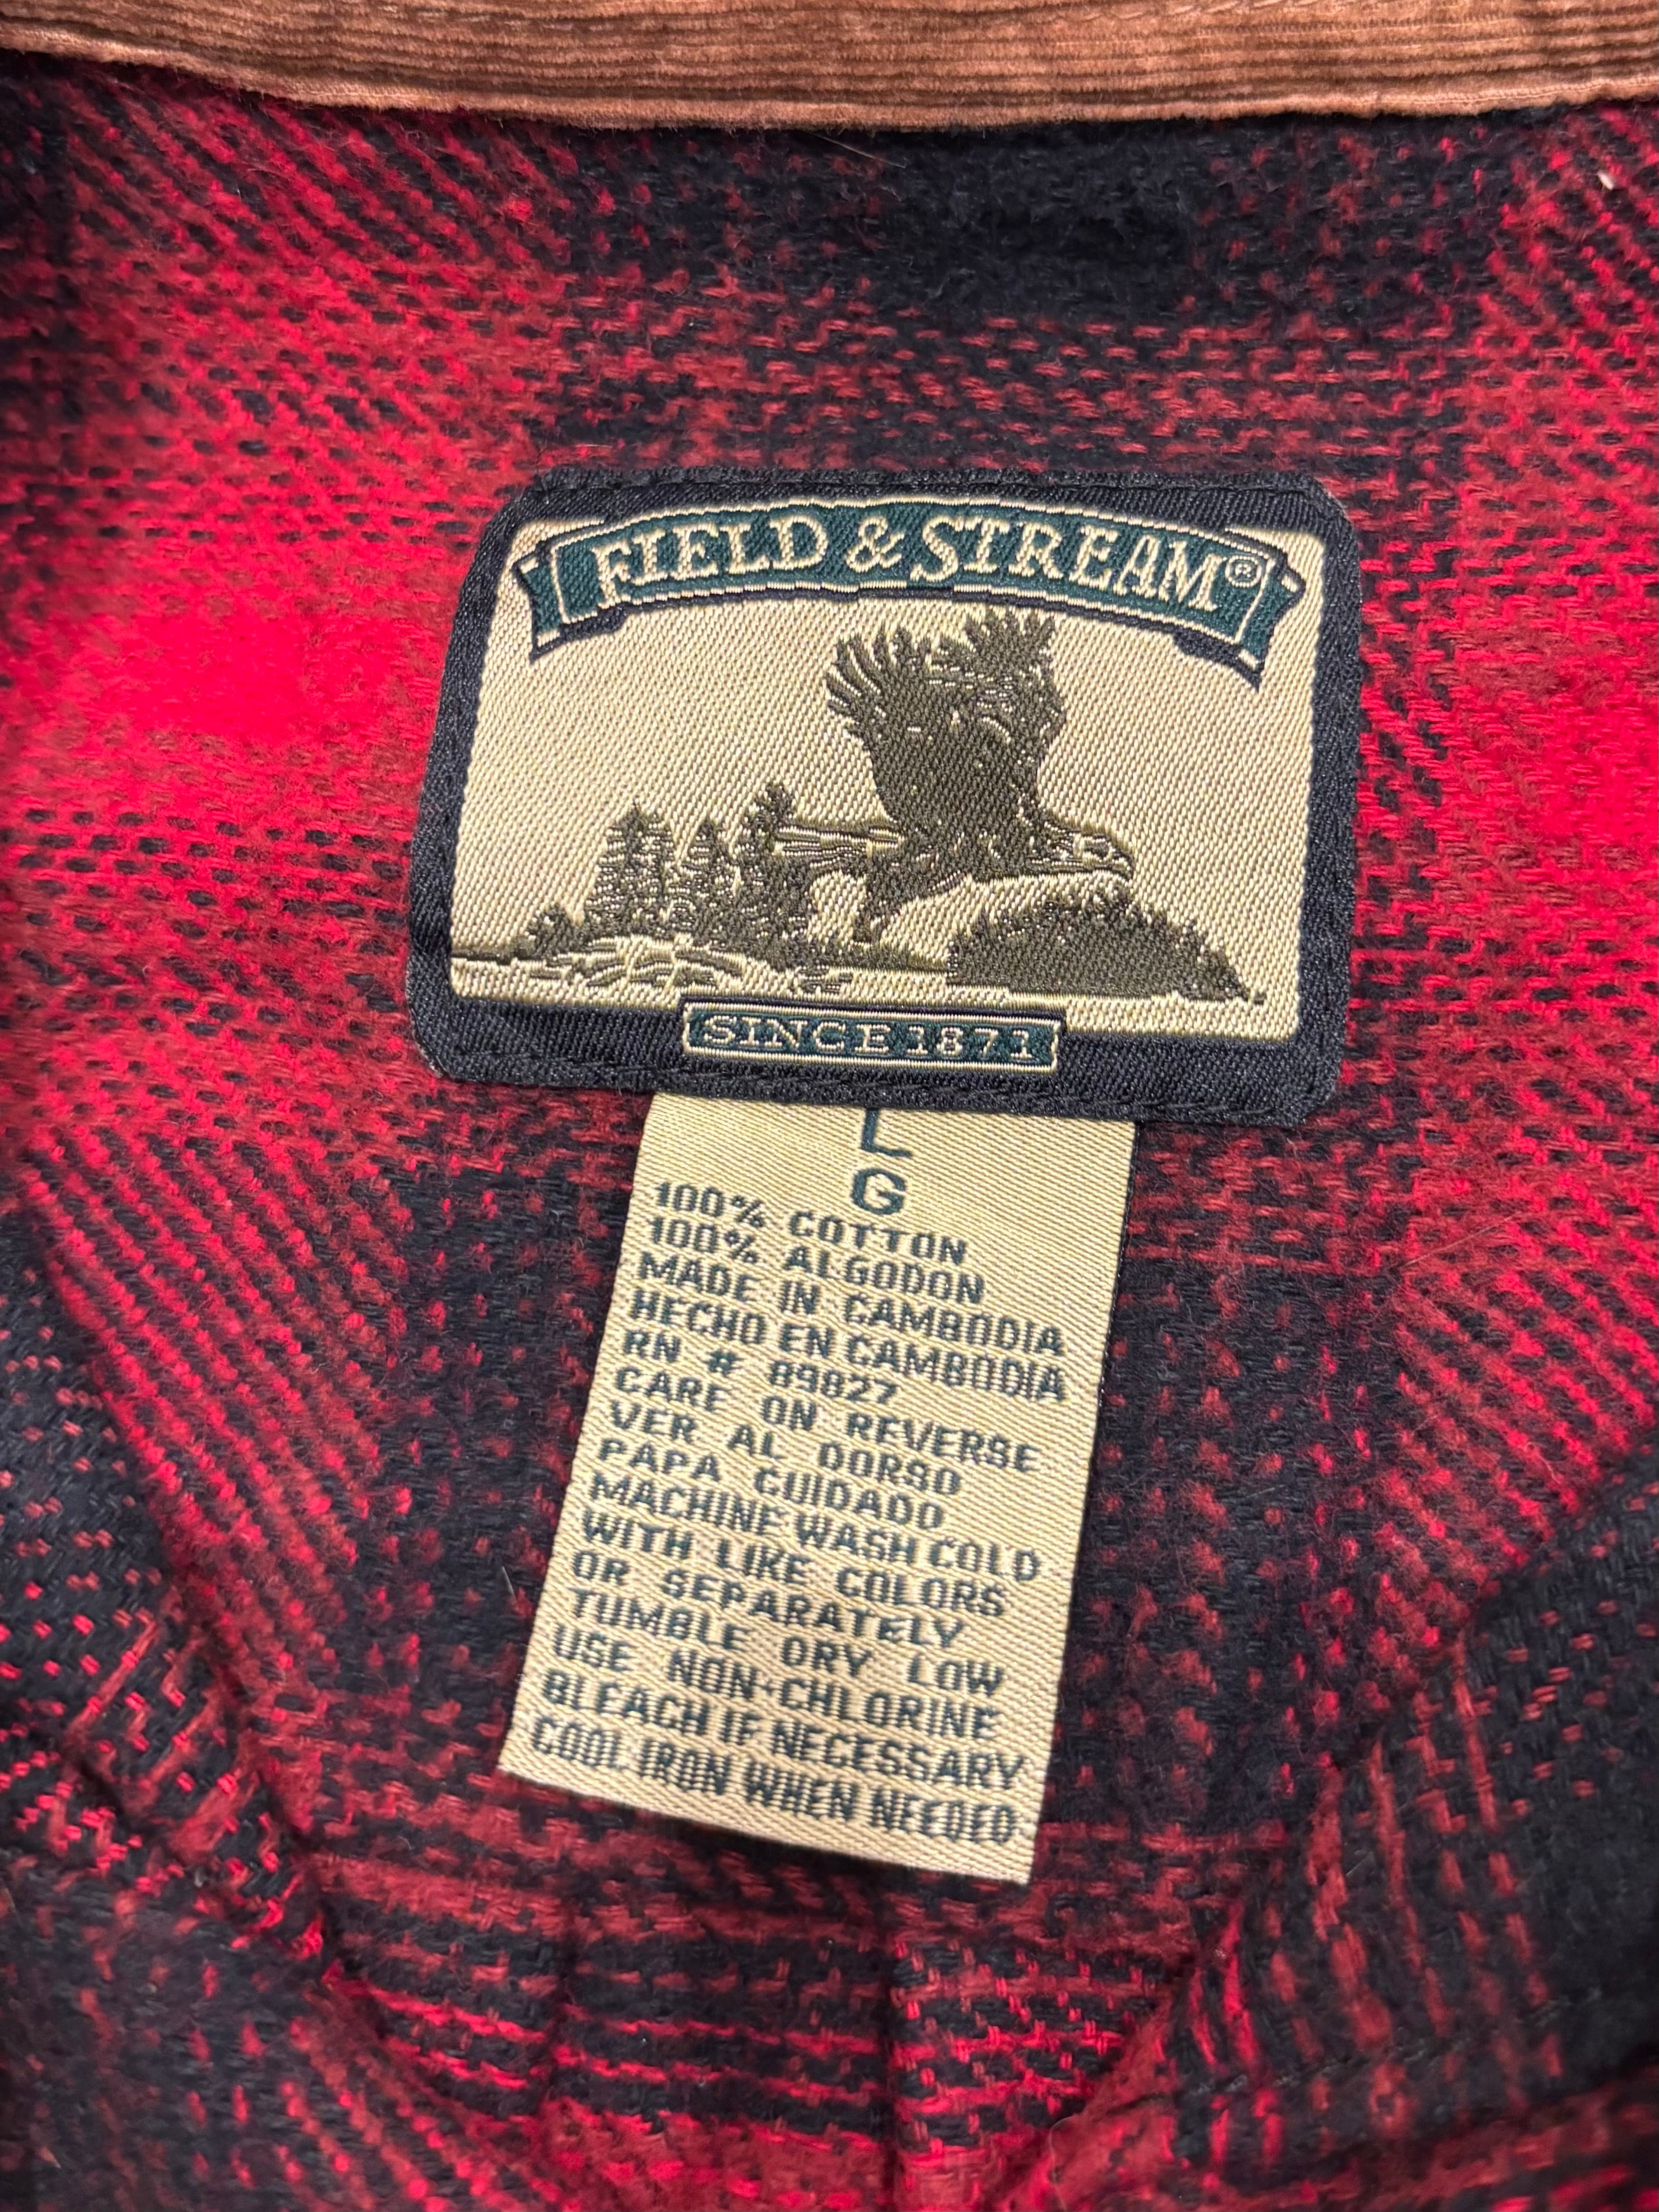 FIELD & STREAM®
SINCE 1871
L
G
100% COTTON
100% ALGODON
MADE IN CAMBODIA
HECHO EN CAMBODIA
RN # 89827
CARE ON REVERSE
VER AL DORSO
PAPA CUIDADO
MACHINE WASH COLD
WITH LIKE COLORS
OR SEPARATELY
TUMBLE DRY LOW
USE NON-CHLORINE
BLEACH IF NECESSARY
COOL IRON WHEN NEEDED